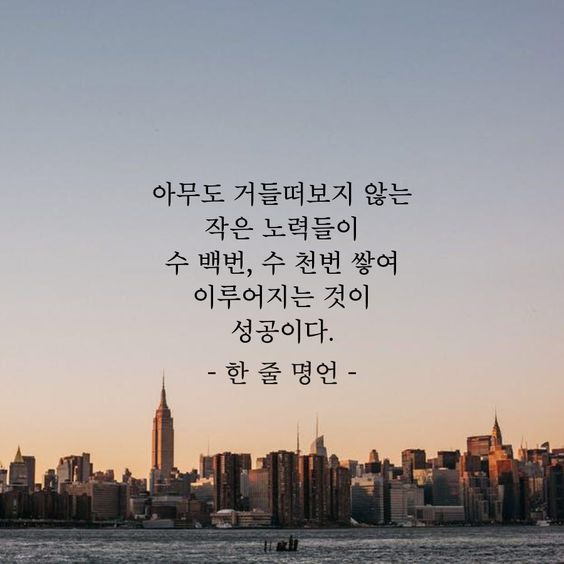 아무도 거들떠보지 않는
작은 노력들이
수 백번, 수 천번 쌓여
이루어지는 것이
성공이다.
- 한 줄 명언 -